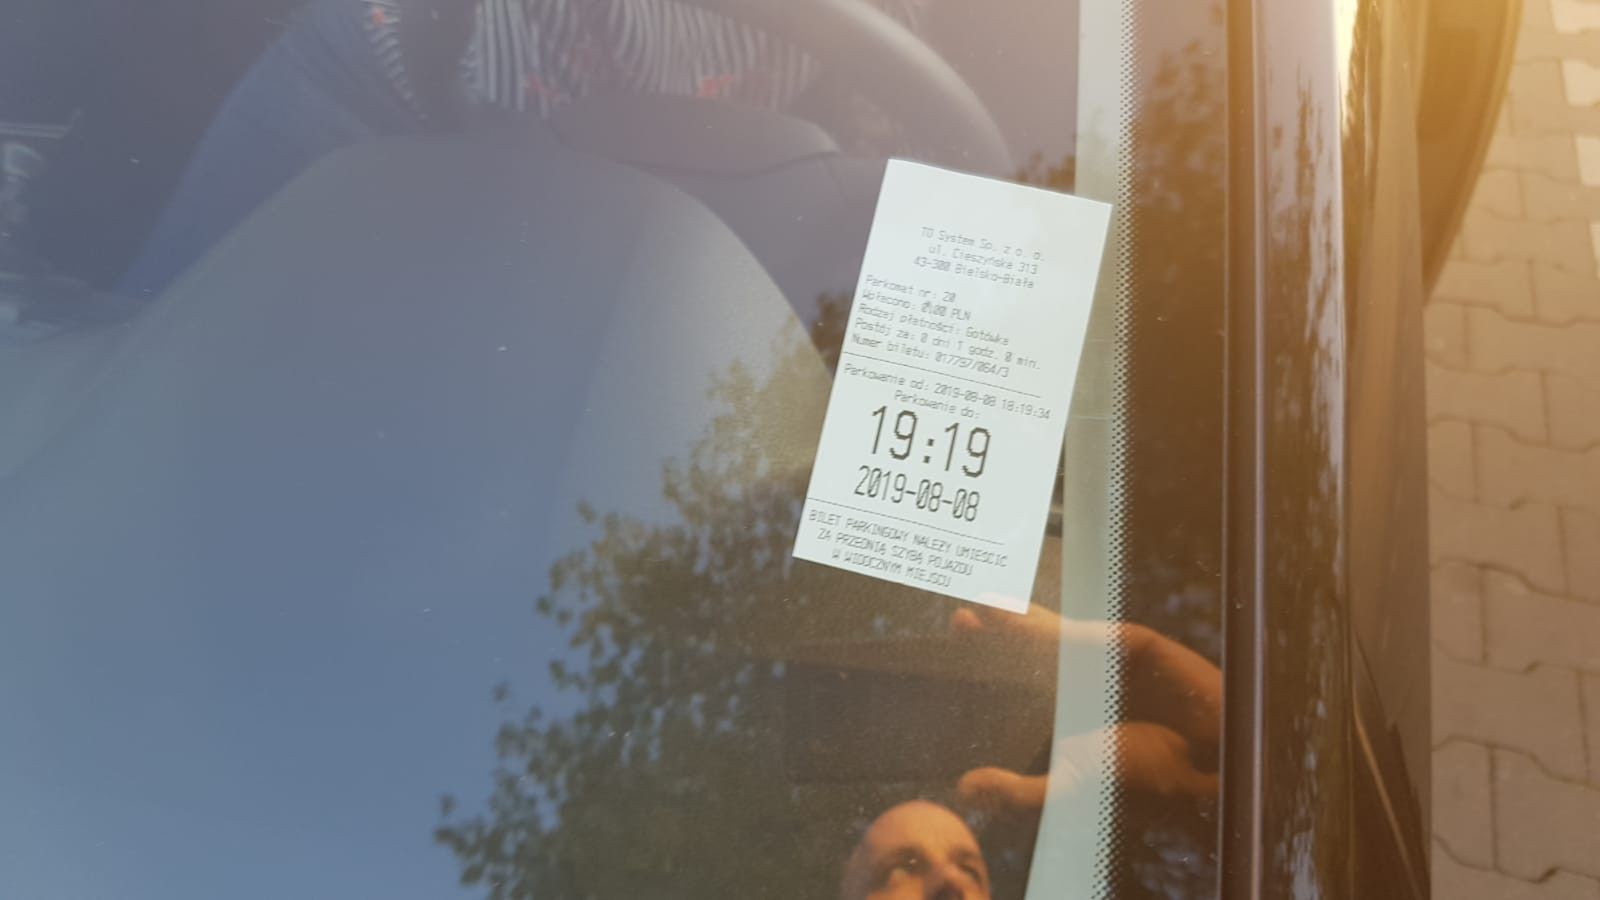 TD System Sp. z o. o.
ul. Cieszyńska 313
43-300 Bielsko-Biała
Parkomat nr: 20
Wpłacono: 0.00 PLN
Rodzaj płatności: Gotówka
Postój za: 0 dni 1 godz. 0 min.
Numer biletu: 017797/064/3
Parkowanie od: 2019-08-08 18:19:34
Parkowanie do:
19:19
2019-08-08
BILET PARKINGOWY NALEŻY UMIEŚCIĆ
ZA PRZEDNIĄ SZYBĄ POJAZDU
W WIDOCZNYM MIEJSCU